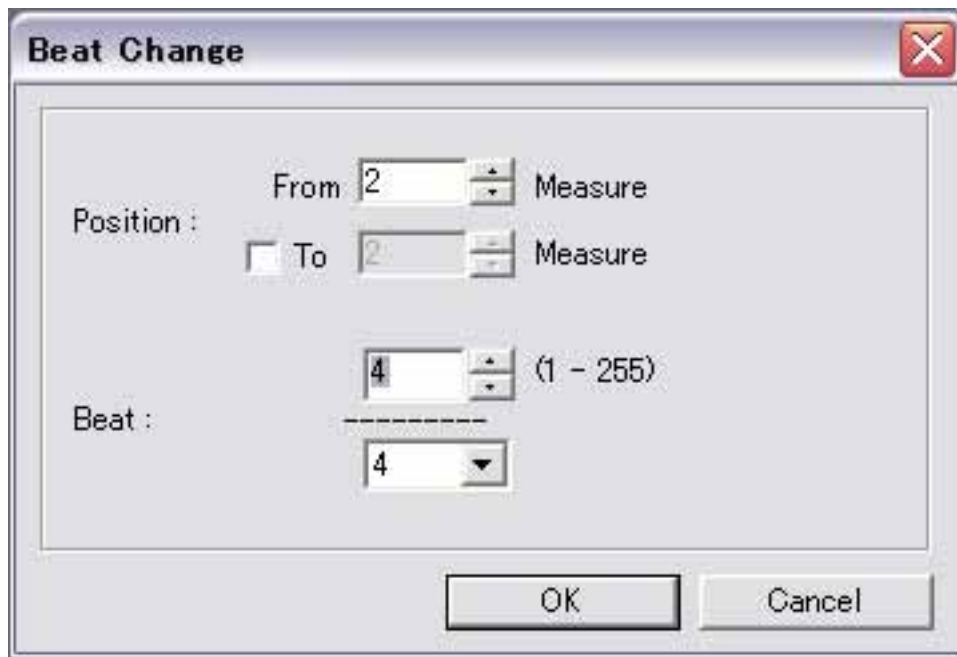 Beat Change
From 2 Measure
Position :
To 2 Measure
4 (1 - 255)
Beat : ---------
4
OK Cancel